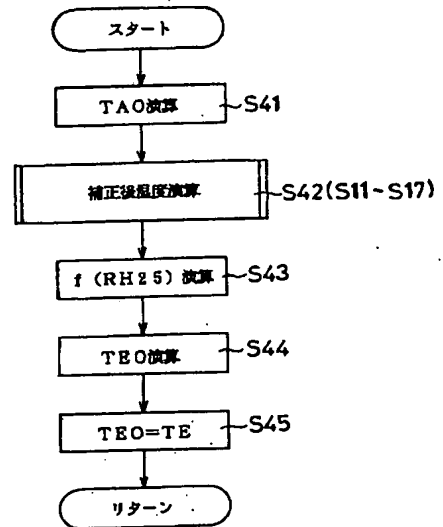 スタート
TAO演算
S41
補正後湿度演算
S42(S11~S17)
f(RH25)演算
S43
TEO演算
S44
TEO=TE
S45
リターン